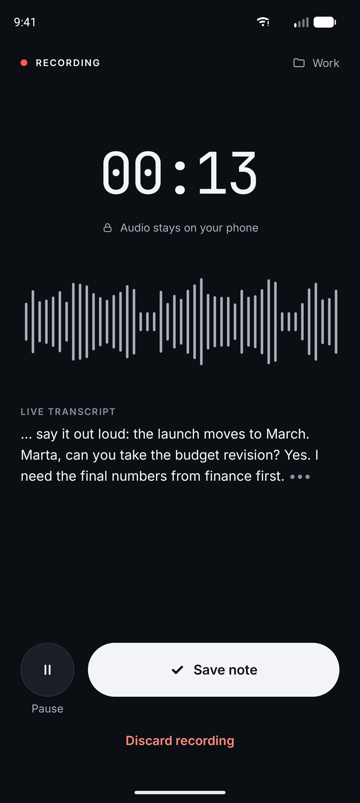 9:41
RECORDING
Work
00:13
Audio stays on your phone
LIVE TRANSCRIPT
... say it out loud: the launch moves to March.
Marta, can you take the budget revision? Yes. I
need the final numbers from finance first.
Save note
Pause
Discard recording